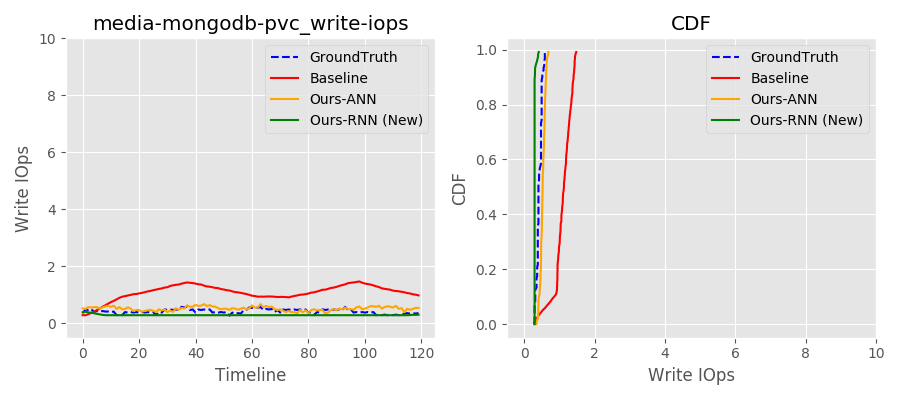 media-mongodb-pvc_write-iops
10
8
6
4
2
0
Write IOps
0 20 40 60 80 100 120
Timeline
GroundTruth
Baseline
Ours-ANN
Ours-RNN (New)
CDF
1.0
0.8
0.6
0.4
0.2
0.0
CDF
0 2 4 6 8 10
Write IOps
GroundTruth
Baseline
Ours-ANN
Ours-RNN (New)